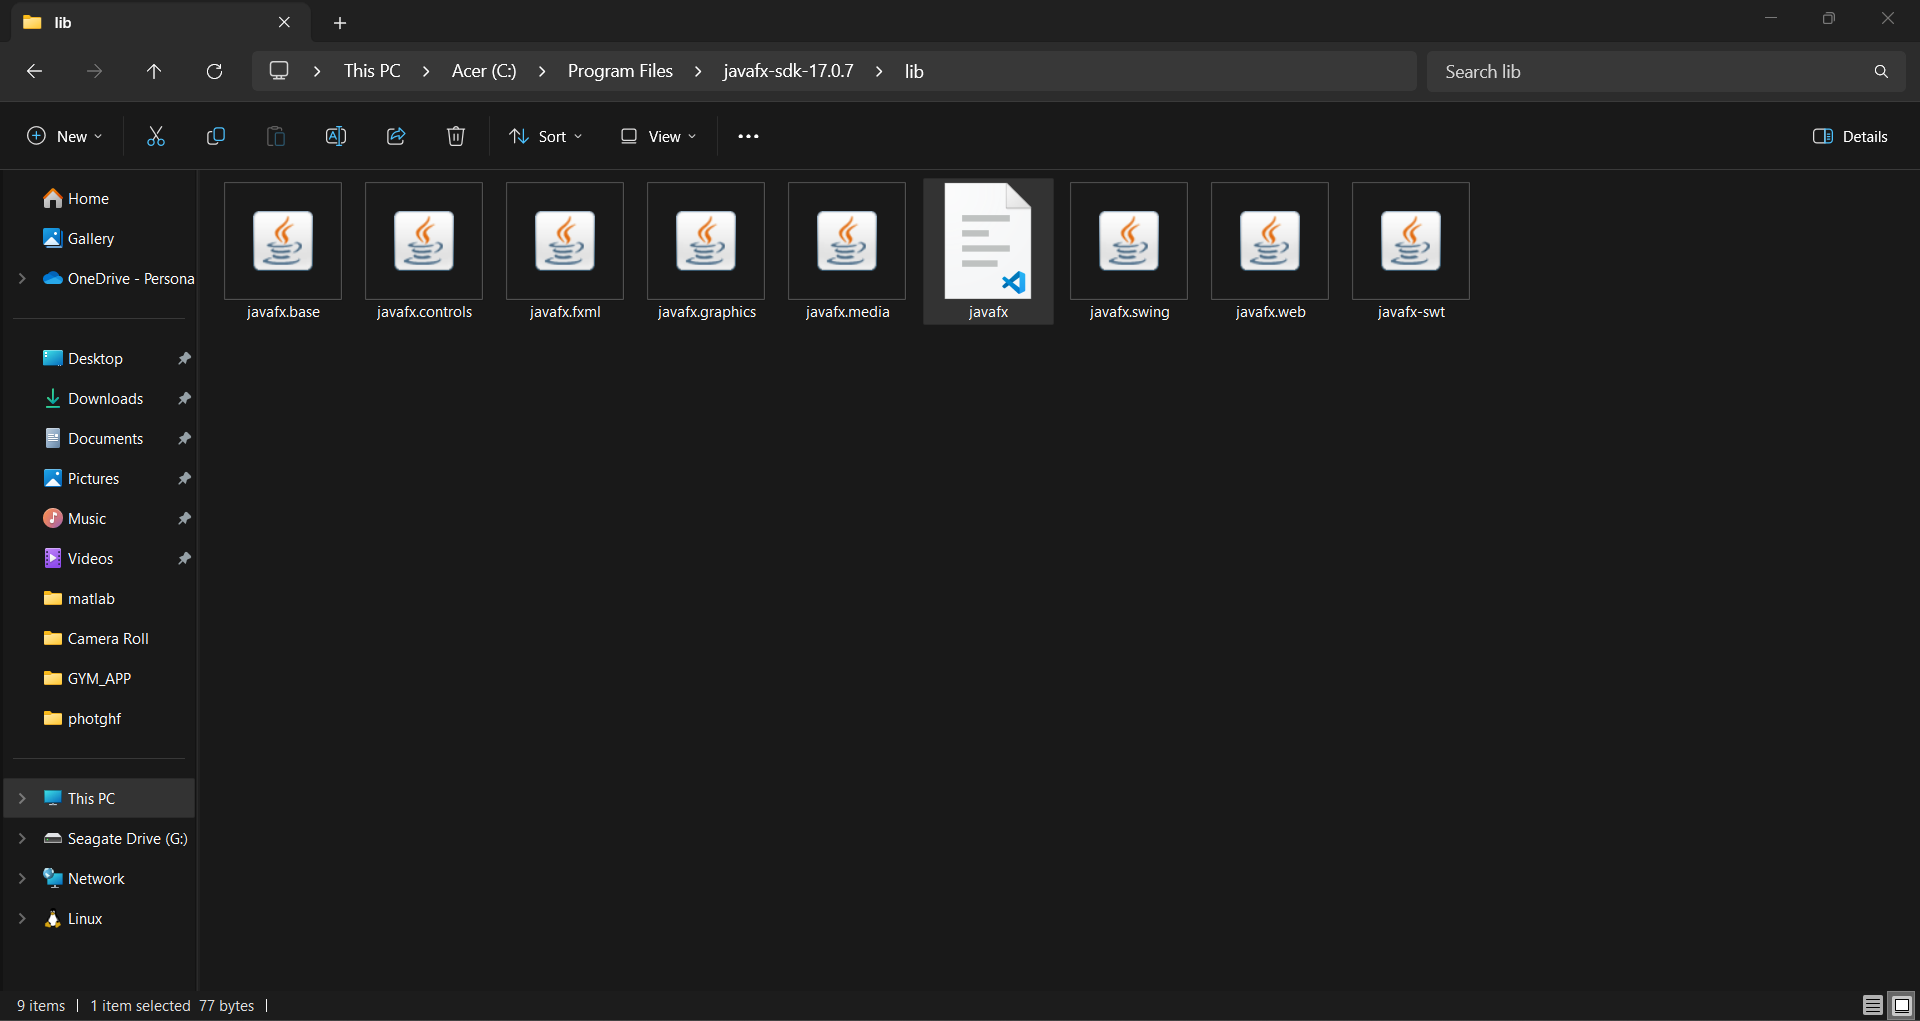 lib
This PC
Acer (C:)
Program Files
javafx-sdk-17.0.7
lib
Search lib
New
Sort
View
Details
Home
Gallery
OneDrive - Persona
Desktop
Downloads
Documents
Pictures
Music
Videos
matlab
Camera Roll
GYM_APP
photghf
This PC
Seagate Drive (G:)
Network
Linux
javafx.base
javafx.controls
javafx.fxml
javafx.graphics
javafx.media
javafx
javafx.swing
javafx.web
javafx-swt
9 items
1 item selected 77 bytes